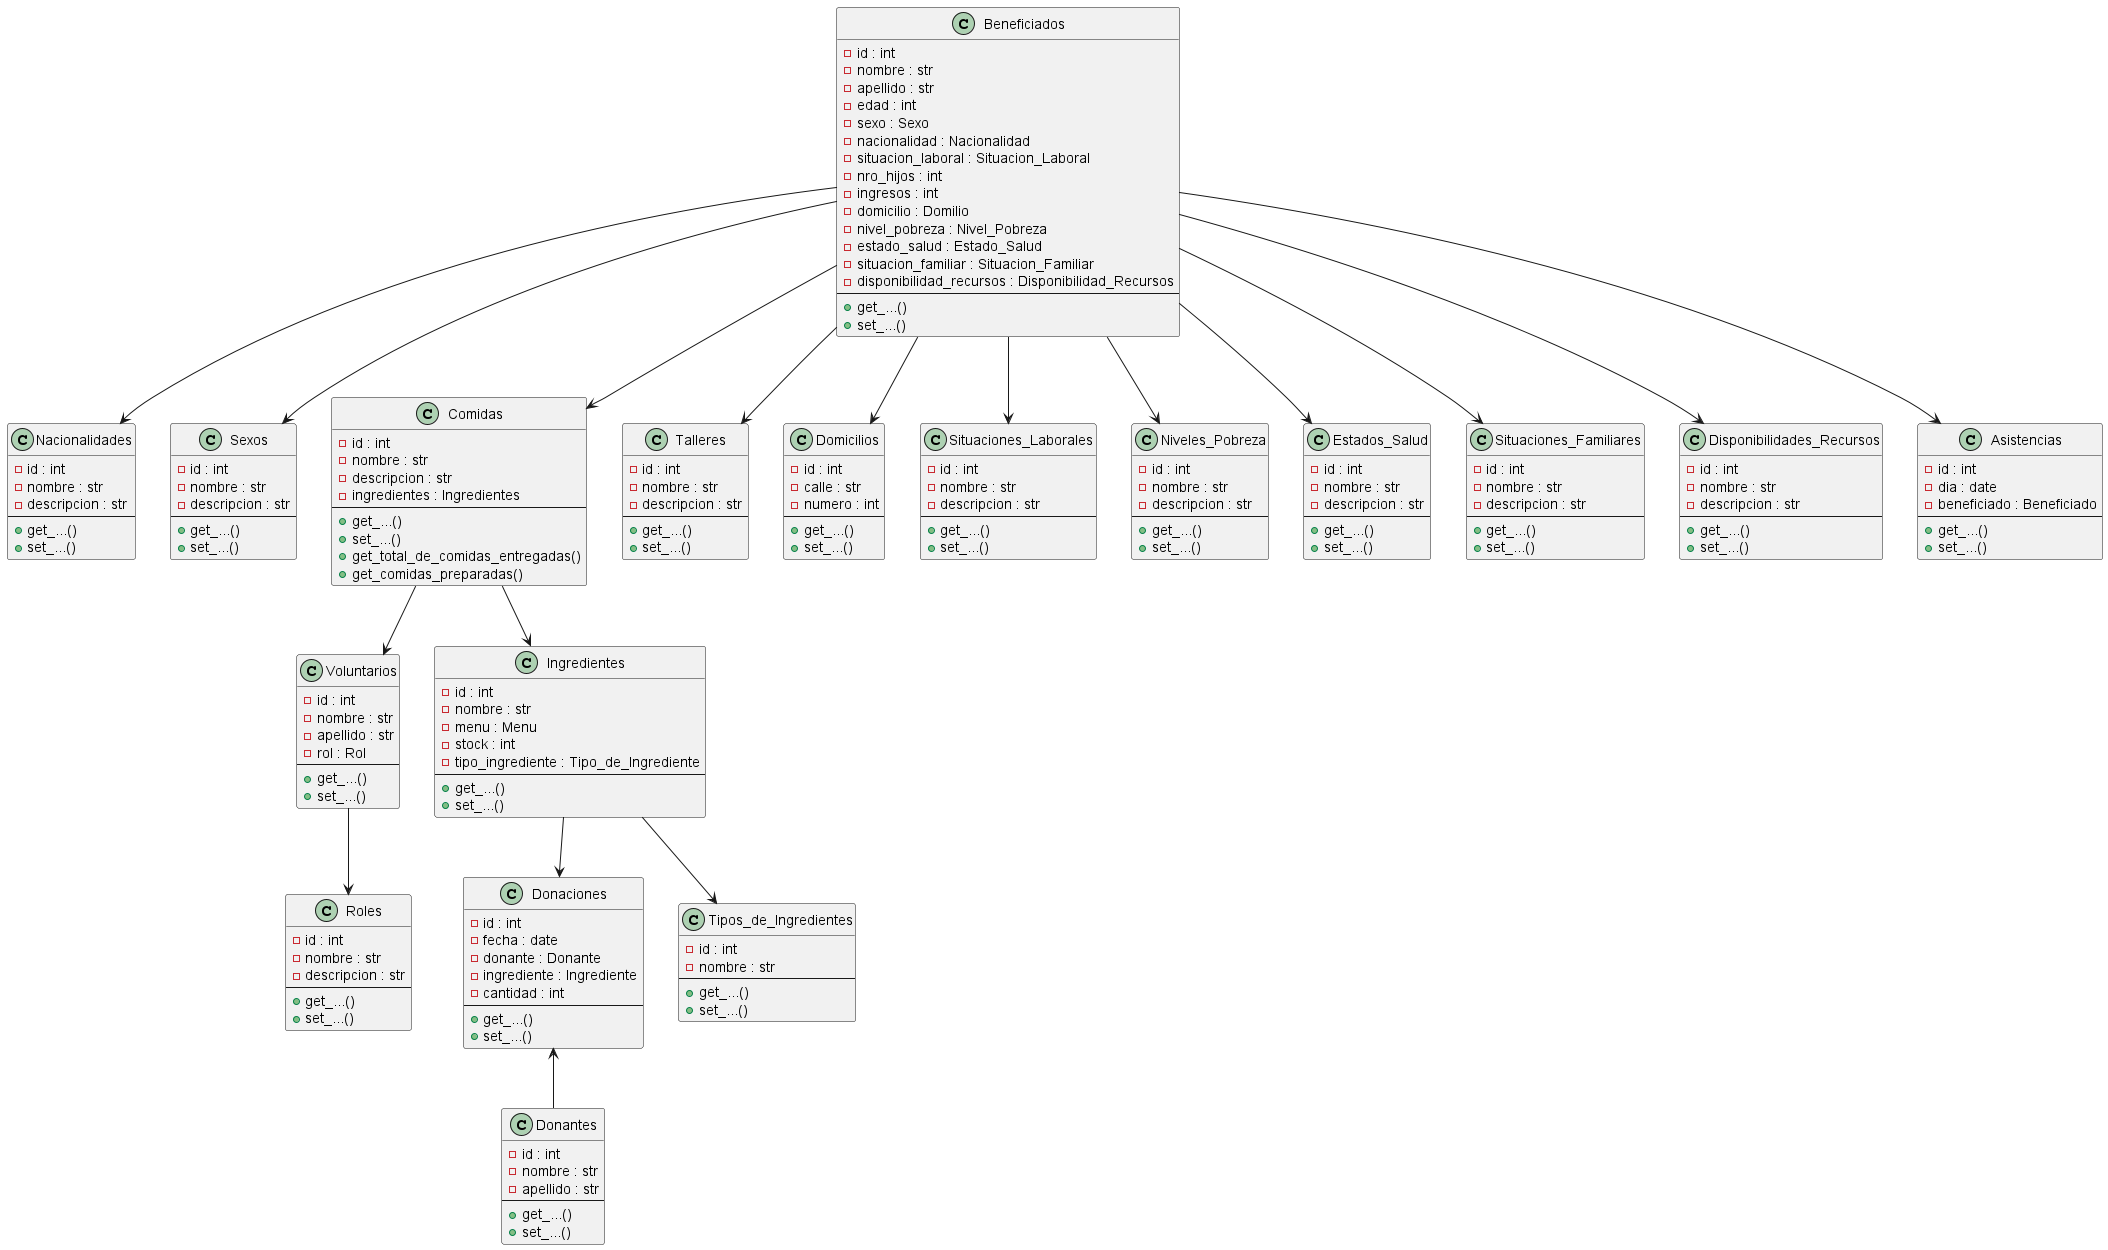 Beneficiados
id : int
nombre : str
apellido : str
edad : int
sexo : Sexo
nacionalidad : Nacionalidad
situacion_laboral : Situacion_Laboral
nro_hijos : int
ingresos : int
domicilio : Domilio
nivel_pobreza : Nivel_Pobreza
estado_salud : Estado_Salud
situacion_familiar : Situacion_Familiar
disponibilidad_recursos : Disponibilidad_Recursos
get_...()
set_...()
Nacionalidades
id : int
nombre : str
descripcion : str
get_...()
set_...()
Sexos
id : int
nombre : str
descripcion : str
get_...()
set_...()
Comidas
id : int
nombre : str
descripcion : str
ingredientes : Ingredientes
get_...()
set_...()
get_total_de_comidas_entregadas()
get_comidas_preparadas()
Talleres
id : int
nombre : str
descripcion : str
get_...()
set_...()
Domicilios
id : int
calle : str
numero : int
get_...()
set_...()
Situaciones_Laborales
id : int
nombre : str
descripcion : str
get_...()
set_...()
Niveles_Pobreza
id : int
nombre : str
descripcion : str
get_...()
set_...()
Estados_Salud
id : int
nombre : str
descripcion : str
get_...()
set_...()
Situaciones_Familiares
id : int
nombre : str
descripcion : str
get_...()
set_...()
Disponibilidades_Recursos
id : int
nombre : str
descripcion : str
get_...()
set_...()
Asistencias
id : int
dia : date
beneficiado : Beneficiado
get_...()
set_...()
Voluntarios
id : int
nombre : str
apellido : str
rol : Rol
get_...()
set_...()
Ingredientes
id : int
nombre : str
menu : Menu
stock : int
tipo_ingrediente : Tipo_de_Ingrediente
get_...()
set_...()
Roles
id : int
nombre : str
descripcion : str
get_...()
set_...()
Donaciones
id : int
fecha : date
donante : Donante
ingrediente : Ingrediente
cantidad : int
get_...()
set_...()
Tipos_de_Ingredientes
id : int
nombre : str
get_...()
set_...()
Donantes
id : int
nombre : str
apellido : str
get_...()
set_...()